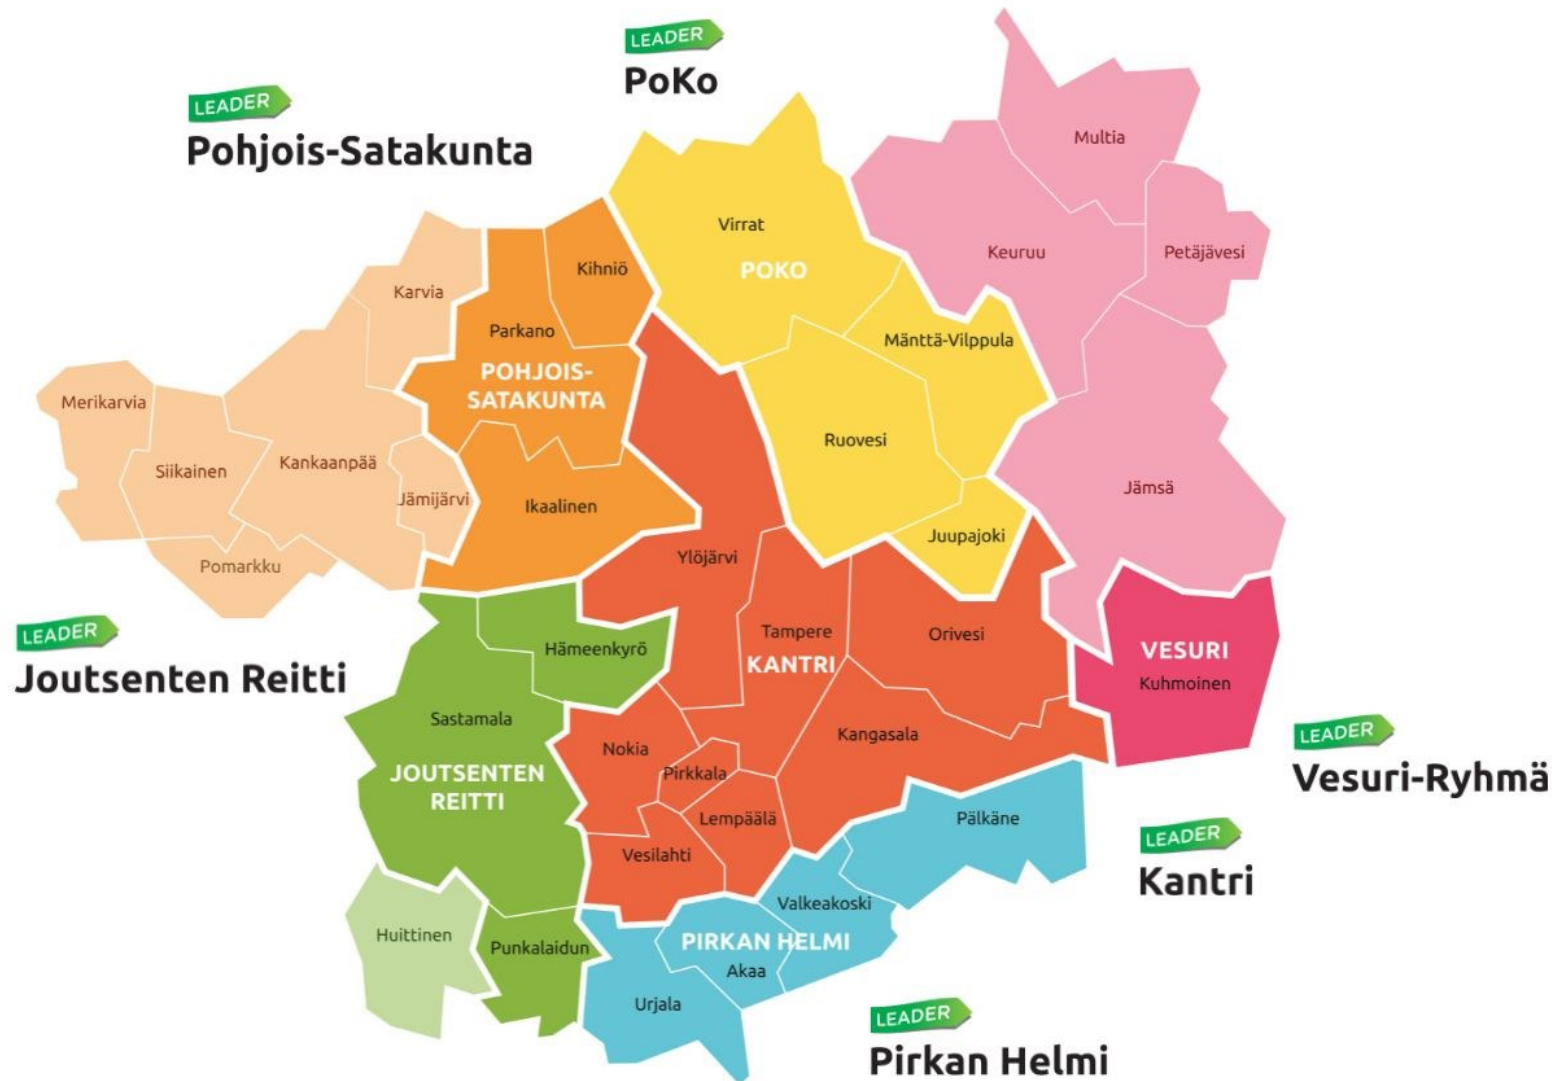 LEADER
PoKo
LEADER
Pohjois-Satakunta
Multia
Virrat
POKO
Keuruu
Petäjävesi
Kihniö
Karvia
Parkano
Mänttä-Vilppula
POHJOIS-
SATAKUNTA
Merikarvia
Ruovesi
Siikainen
Kankaanpää
Jämijärvi
Ikaalinen
Jämsä
Juupajoki
Ylöjärvi
Pomarkku
LEADER
Joutsenten Reitti
Hämeenkyrö
Tampere
KANTRI
Orivesi
VESURI
Kuhmoinen
Sastamala
JOUTSENTEN
REITTI
Nokia
Pirkkala
Kangasala
LEADER
Vesuri-Ryhmä
Lempäälä
Pälkäne
Vesilahti
LEADER
Kantri
Valkeakoski
Huittinen
Punkalaidun
PIRKAN HELMI
Akaa
Urjala
LEADER
Pirkan Helmi